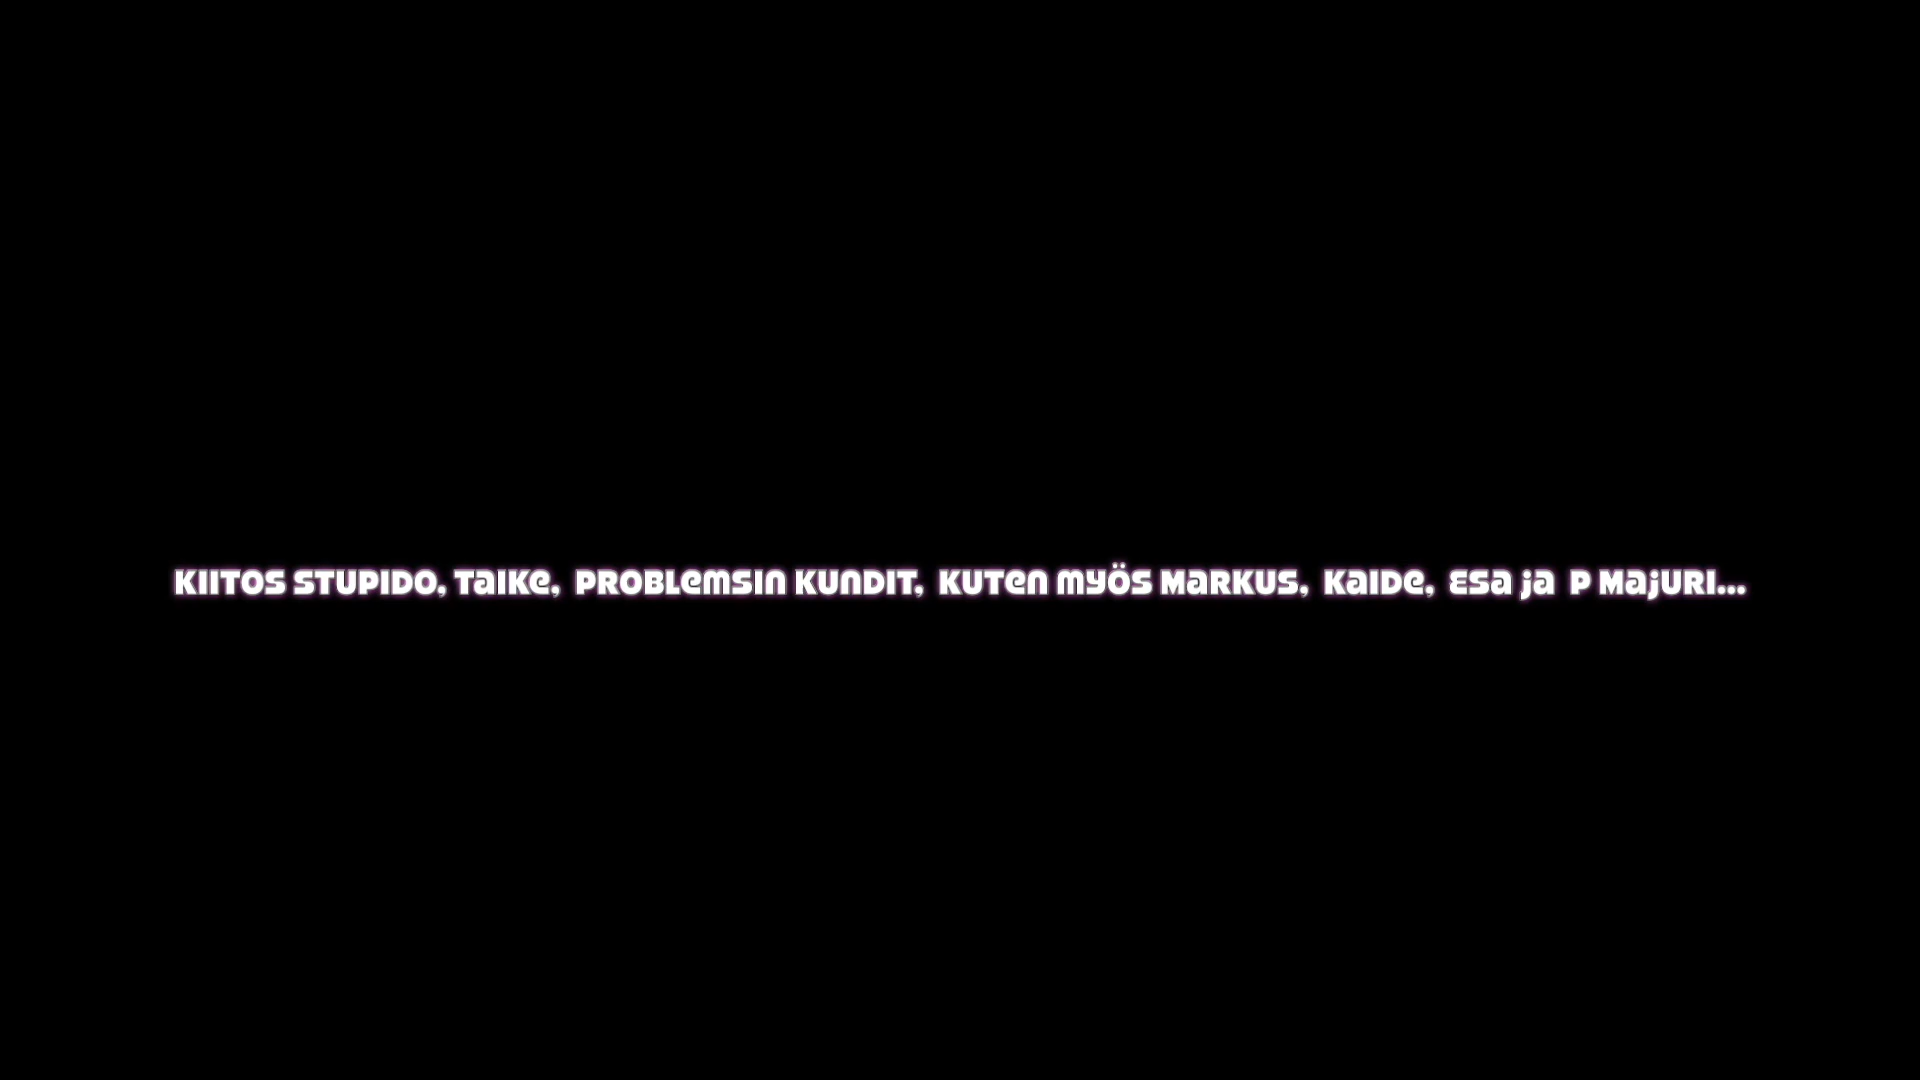 KIITOS STUPIDO, TaIKe, PROBLemSIn KUnDIT, KUTen myÖS MaRKUS, KaIDe, ESa ja P MajURI...